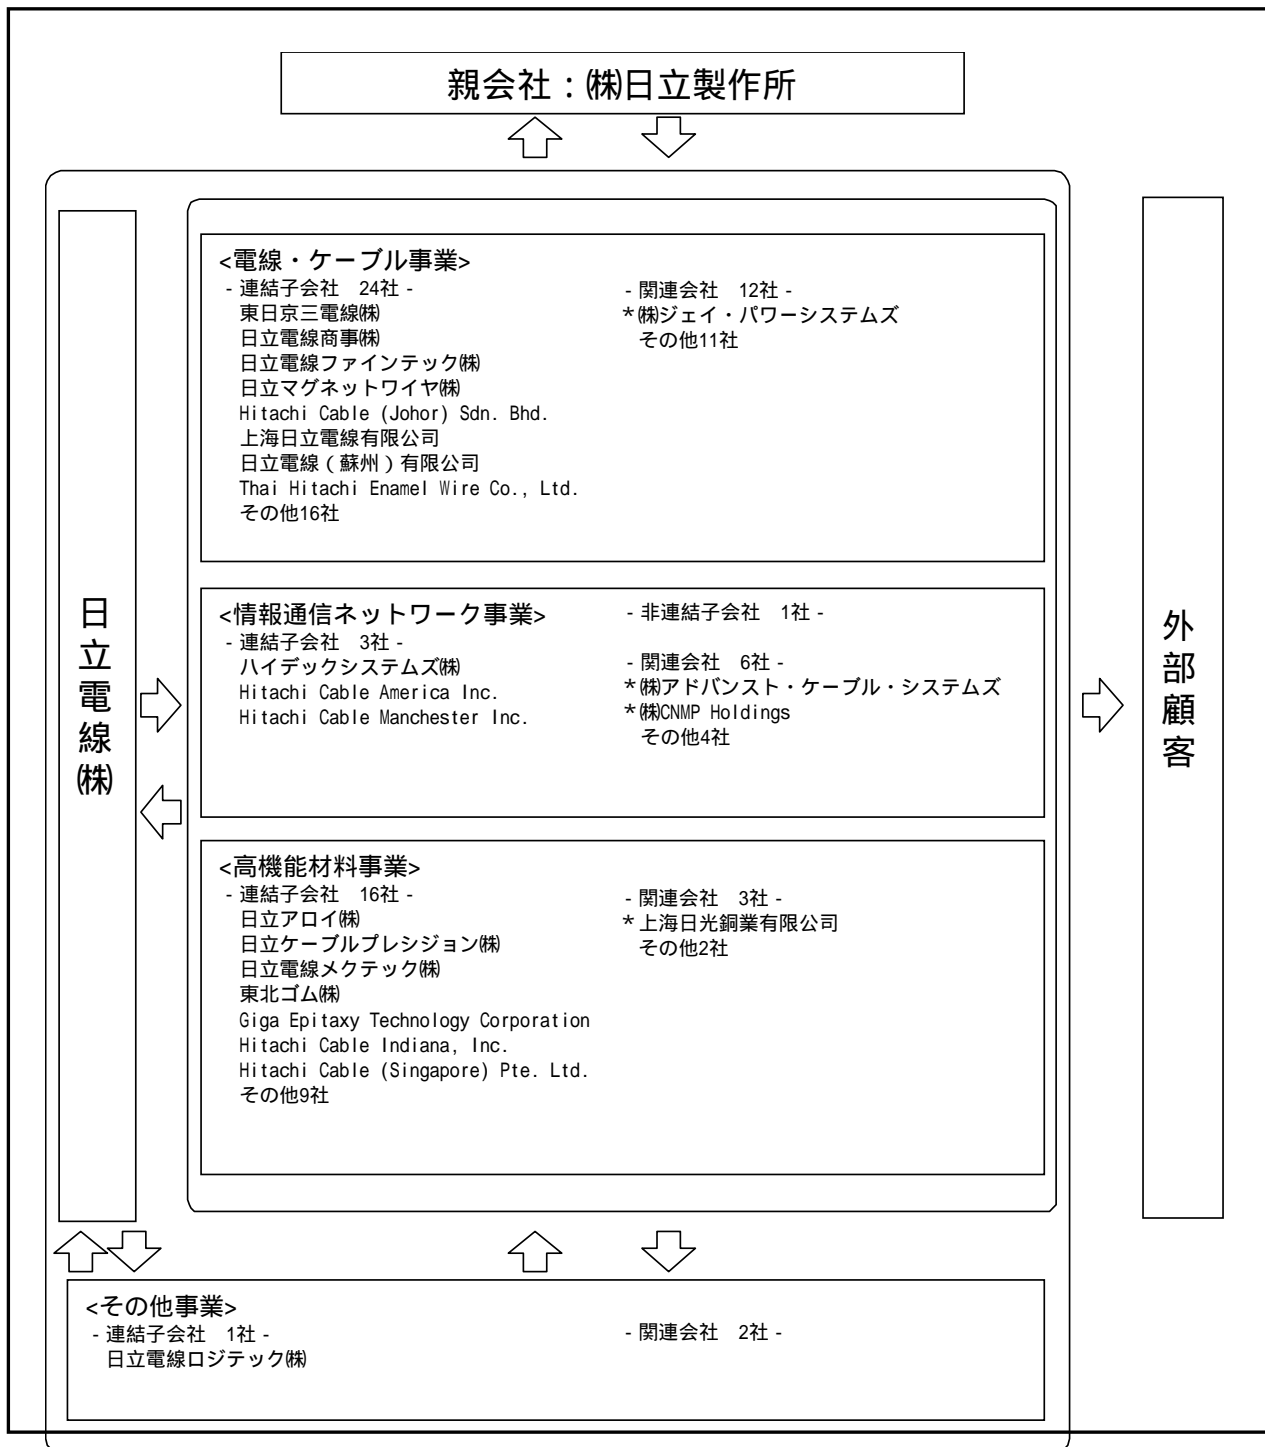 親会社：㈱日立製作所
日立電線㈱
<電線・ケーブル事業>
- 連結子会社　24社 -
東日京三電線㈱
日立電線商事㈱
日立電線ファインテック㈱
日立マグネットワイヤ㈱
Hitachi Cable (Johor) Sdn. Bhd.
上海日立電線有限公司
日立電線（蘇州）有限公司
Thai Hitachi Enamel Wire Co., Ltd.
その他16社
- 関連会社　12社 -
*㈱ジェイ・パワーシステムズ
その他11社
<情報通信ネットワーク事業>
- 連結子会社　3社 -
ハイデックシステムズ㈱
Hitachi Cable America Inc.
Hitachi Cable Manchester Inc.
- 非連結子会社　1社 -
- 関連会社　6社 -
*㈱アドバンスト・ケーブル・システムズ
*㈱CNMP Holdings
その他4社
<高機能材料事業>
- 連結子会社　16社 -
日立アロイ㈱
日立ケーブルプレシジョン㈱
日立電線メクテック㈱
東北ゴム㈱
Giga Epitaxy Technology Corporation
Hitachi Cable Indiana, Inc.
Hitachi Cable (Singapore) Pte. Ltd.
その他9社
- 関連会社　3社 -
*上海日光銅業有限公司
その他2社
外部顧客
<その他事業>
- 連結子会社　1社 -
日立電線ロジテック㈱
- 関連会社　2社 -